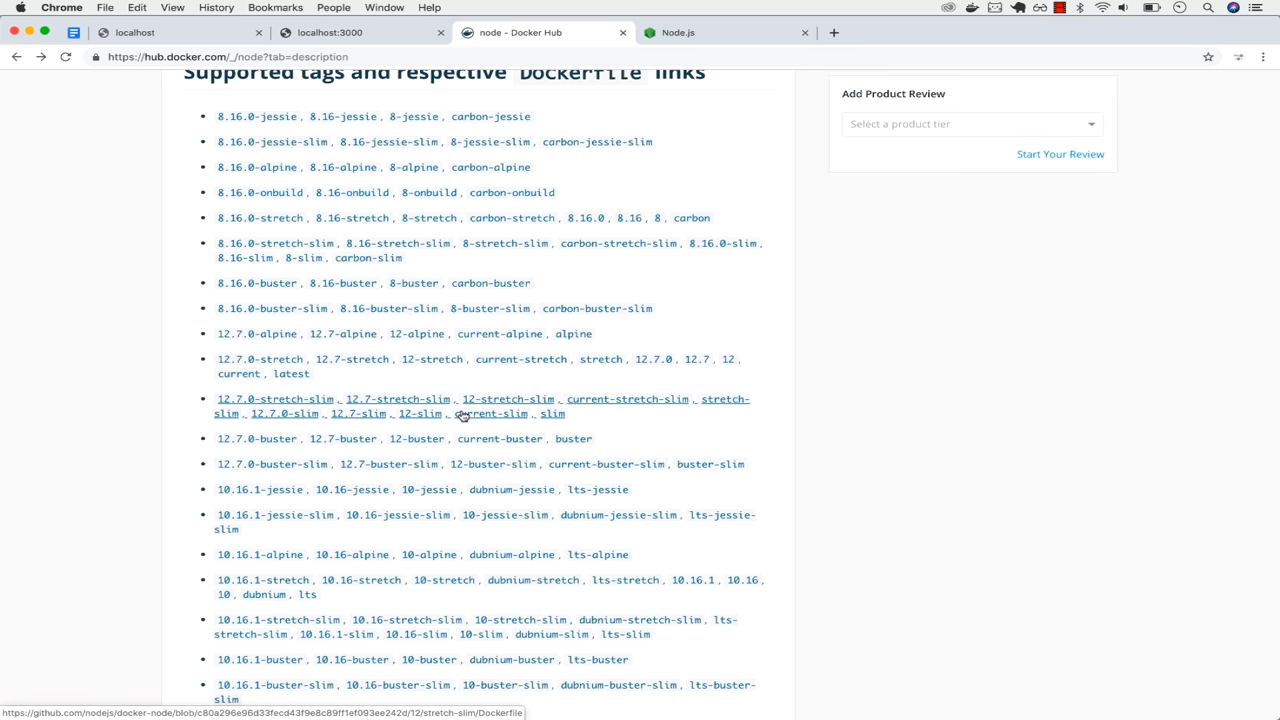 Chrome File Edit View History Bookmarks People Window Help
localhost
localhost:3000
node - Docker Hub
Node.js
https://hub.docker.com/_/node?tab=description
Supported tags and respective Dockerfile links
Add Product Review
Select a product tier
Start Your Review
8.16.0-jessie, 8.16-jessie, 8-jessie, carbon-jessie
8.16.0-jessie-slim, 8.16-jessie-slim, 8-jessie-slim, carbon-jessie-slim
8.16.0-alpine, 8.16-alpine, 8-alpine, carbon-alpine
8.16.0-onbuild, 8.16-onbuild, 8-onbuild, carbon-onbuild
8.16.0-stretch, 8.16-stretch, 8-stretch, carbon-stretch, 8.16.0, 8.16, 8, carbon
8.16.0-stretch-slim, 8.16-stretch-slim, 8-stretch-slim, carbon-stretch-slim, 8.16.0-slim,
8.16-slim, 8-slim, carbon-slim
8.16.0-buster, 8.16-buster, 8-buster, carbon-buster
8.16.0-buster-slim, 8.16-buster-slim, 8-buster-slim, carbon-buster-slim
12.7.0-alpine, 12.7-alpine, 12-alpine, current-alpine, alpine
12.7.0-stretch, 12.7-stretch, 12-stretch, current-stretch, stretch, 12.7.0, 12.7, 12,
current, latest
12.7.0-stretch-slim, 12.7-stretch-slim, 12-stretch-slim, current-stretch-slim, stretch-
slim, 12.7.0-slim, 12.7-slim, 12-slim, current-slim, slim
12.7.0-buster, 12.7-buster, 12-buster, current-buster, buster
12.7.0-buster-slim, 12.7-buster-slim, 12-buster-slim, current-buster-slim, buster-slim
10.16.1-jessie, 10.16-jessie, 10-jessie, dubnium-jessie, lts-jessie
10.16.1-jessie-slim, 10.16-jessie-slim, 10-jessie-slim, dubnium-jessie-slim, lts-jessie-
slim
10.16.1-alpine, 10.16-alpine, 10-alpine, dubnium-alpine, lts-alpine
10.16.1-stretch, 10.16-stretch, 10-stretch, dubnium-stretch, lts-stretch, 10.16.1, 10.16,
10, dubnium, lts
10.16.1-stretch-slim, 10.16-stretch-slim, 10-stretch-slim, dubnium-stretch-slim, lts-
stretch-slim, 10.16.1-slim, 10.16-slim, 10-slim, dubnium-slim, lts-slim
10.16.1-buster, 10.16-buster, 10-buster, dubnium-buster, lts-buster
10.16.1-buster-slim, 10.16-buster-slim, 10-buster-slim, dubnium-buster-slim, lts-buster-
slim
https://github.com/nodejs/docker-node/blob/c80a296e96d33fecd43f9e8c89ff1ef093ee242d/12/stretch-slim/Dockerfile